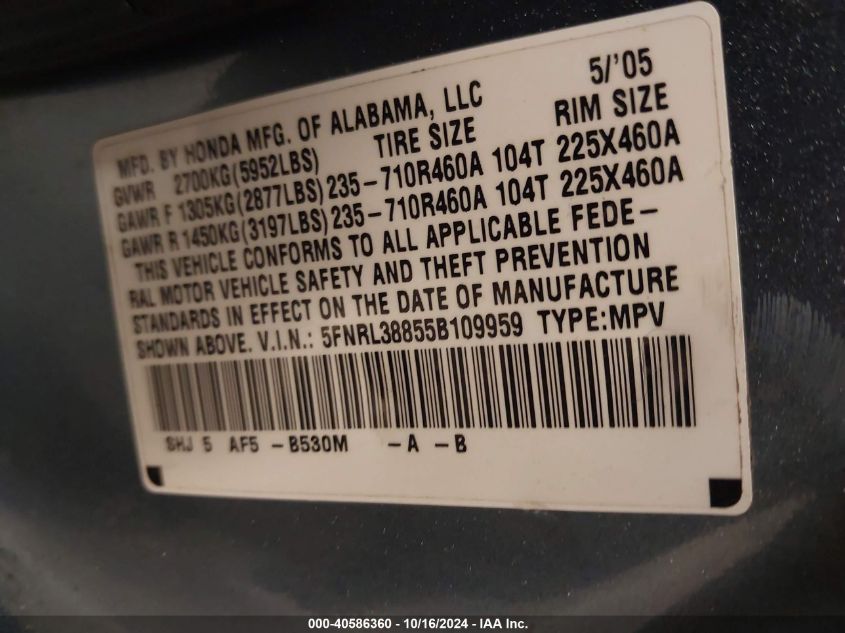 5/'05
MFD. BY HONDA MFG. OF ALABAMA, LLC
TIRE SIZE RIM SIZE
GVWR 2700KG(5952LBS)
GAWR F 1305KG(2877LBS) 235-710R460A 104T 225X460A
GAWR R 1450KG(3197LBS) 235-710R460A 104T 225X460A
THIS VEHICLE CONFORMS TO ALL APPLICABLE FEDE-
RAL MOTOR VEHICLE SAFETY AND THEFT PREVENTION
STANDARDS IN EFFECT ON THE DATE OF MANUFACTURE
SHOWN ABOVE. V.I.N.: 5FNRL38855B109959 TYPE:MPV
SHJ 5 AF5 -B530M -A -B
000-40586360 - 10/16/2024 - IAA Inc.